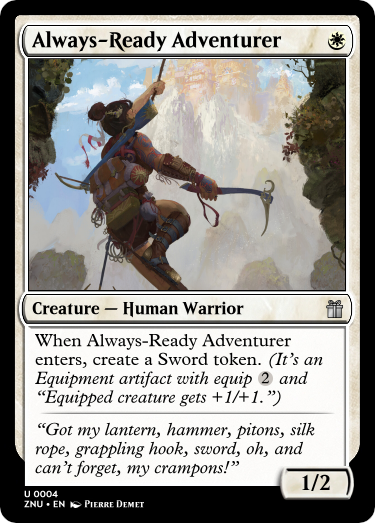 Always-Ready Adventurer
Creature — Human Warrior
When Always-Ready Adventurer
enters, create a Sword token. (It's an
Equipment artifact with equip 2 and
“Equipped creature gets +1/+1.”)
“Got my lantern, hammer, pitons, silk
rope, grappling hook, sword, oh, and
can't forget, my crampons!”
1/2
U 0004
ZNU • EN Pierre Demet